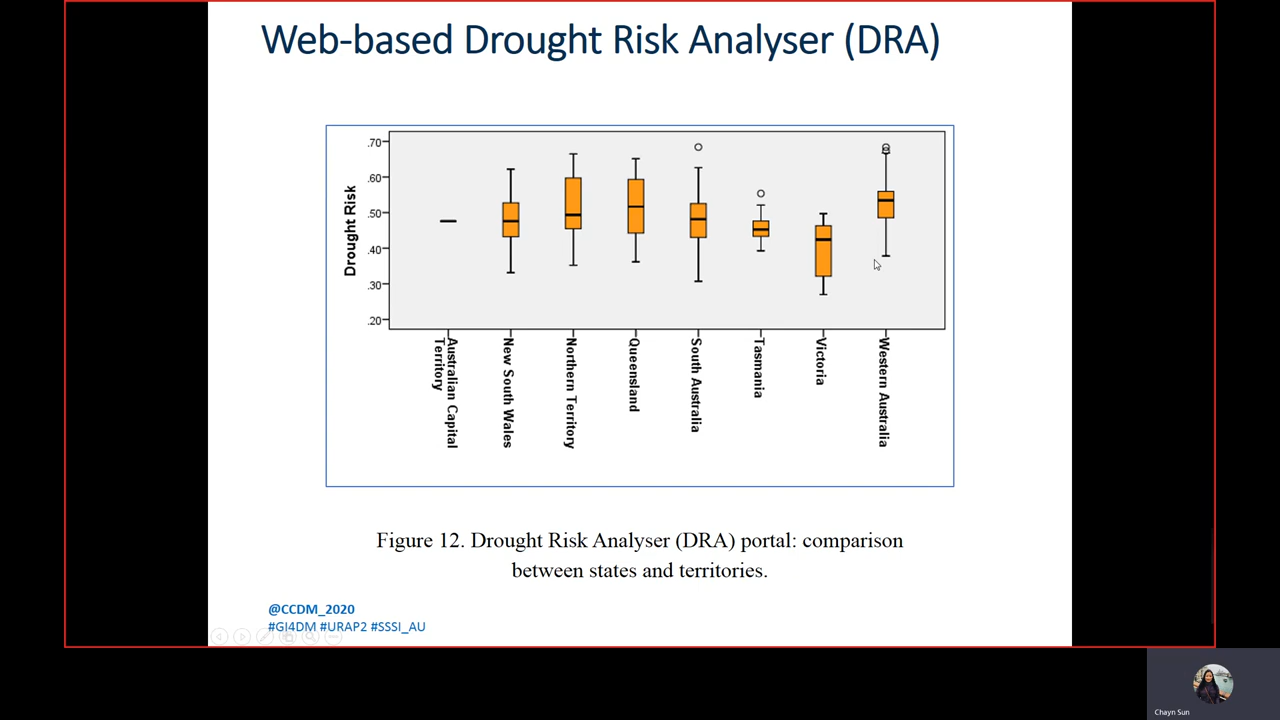 Web-based Drought Risk Analyser (DRA)
.70
.60
.50
.40
.30
.20
Drought Risk
Australian Capital
Territory
New South Wales
Northern Territory
Queensland
South Australia
Tasmania
Victoria
Western Australia
Figure 12. Drought Risk Analyser (DRA) portal: comparison
between states and territories.
@CCDM_2020
#GI4DM #URAP2 #SSSI_AU
Chayn Sun